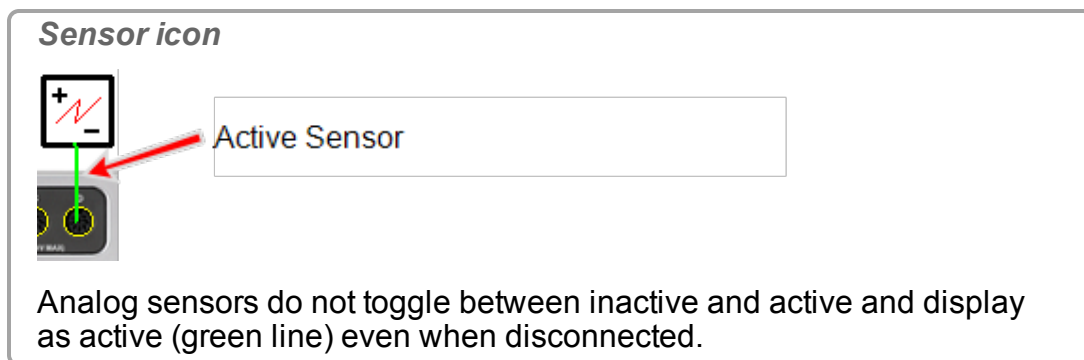 Sensor icon
Active Sensor
Analog sensors do not toggle between inactive and active and display
as active (green line) even when disconnected.